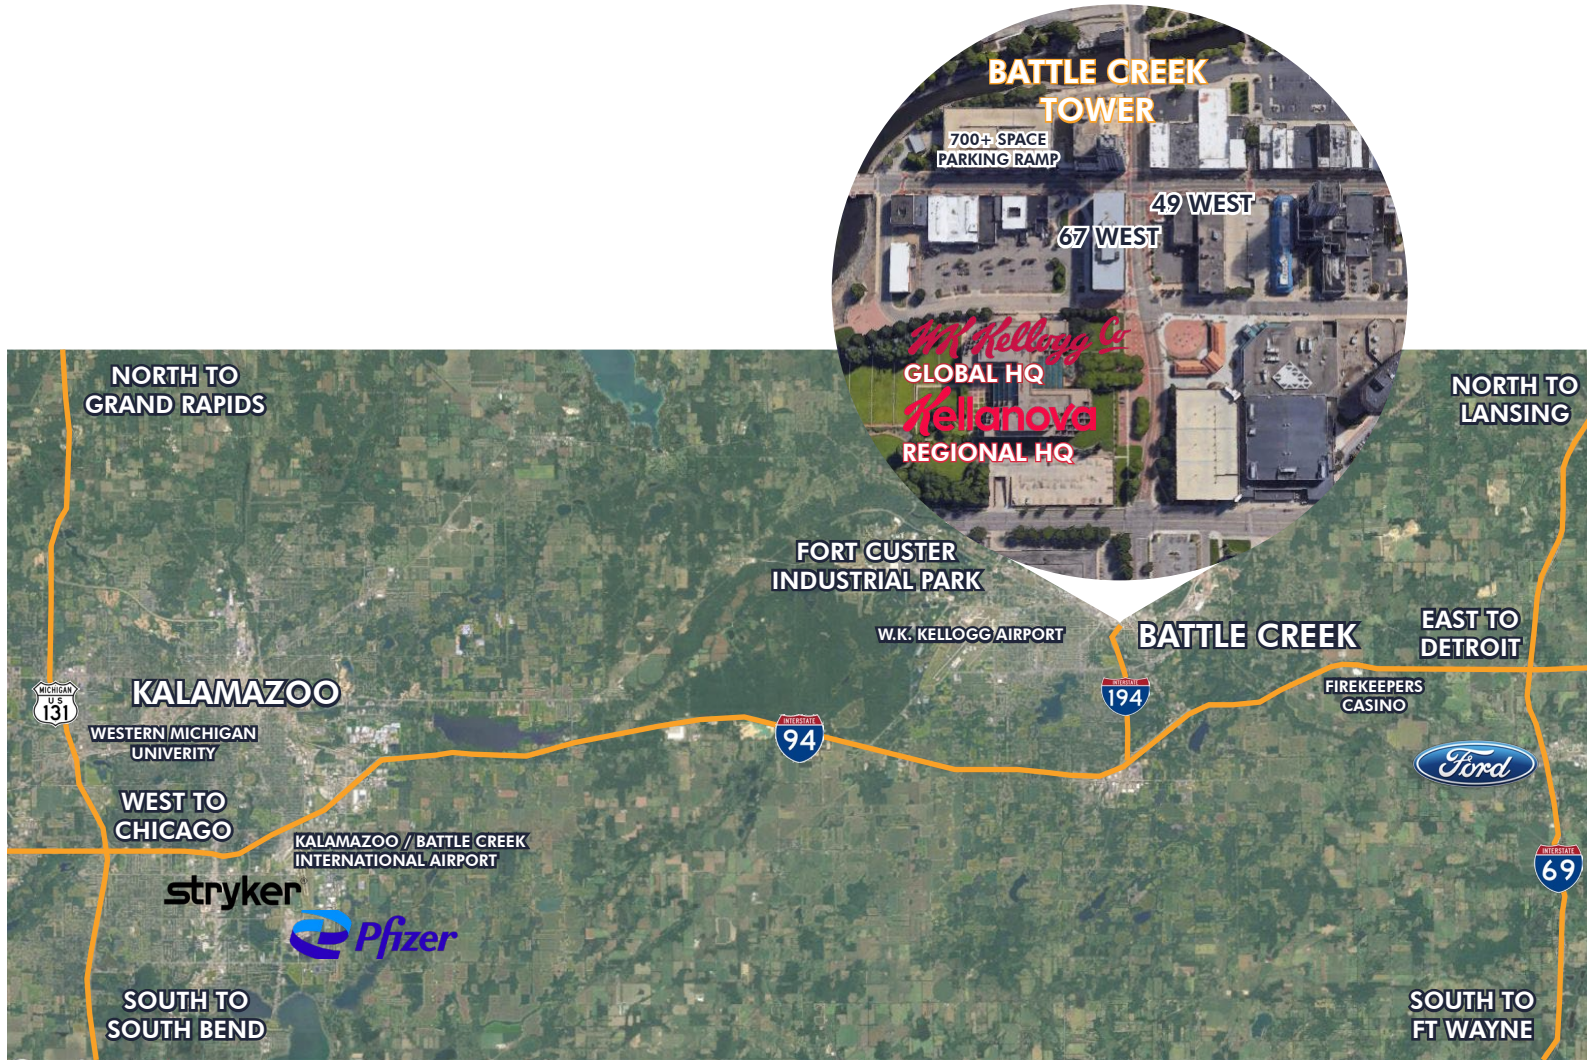 BATTLE CREEK
TOWER
700+ SPACE
PARKING RAMP
49 WEST
67 WEST
WK Kellogg Co
GLOBAL HQ
Kellanova
REGIONAL HQ
NORTH TO
GRAND RAPIDS
NORTH TO
LANSING
FORT CUSTER
INDUSTRIAL PARK
W.K. KELLOGG AIRPORT
BATTLE CREEK
EAST TO
DETROIT
MICHIGAN
US
131
KALAMAZOO
WESTERN MICHIGAN
UNIVERITY
INTERSTATE
94
INTERSTATE
194
FIREKEEPERS
CASINO
Ford
WEST TO
CHICAGO
KALAMAZOO / BATTLE CREEK
INTERNATIONAL AIRPORT
stryker
Pfizer
INTERSTATE
69
SOUTH TO
SOUTH BEND
SOUTH TO
FT WAYNE